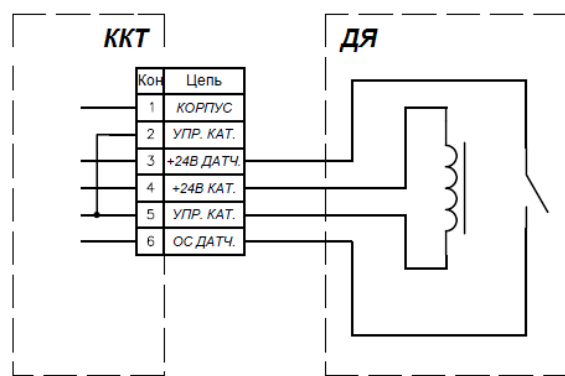 ККТ
ДЯ
Кон Цепь
1 КОРПУС
2 УПР. КАТ.
3 +24В ДАТЧ.
4 +24В КАТ.
5 УПР. КАТ.
6 ОС ДАТЧ.